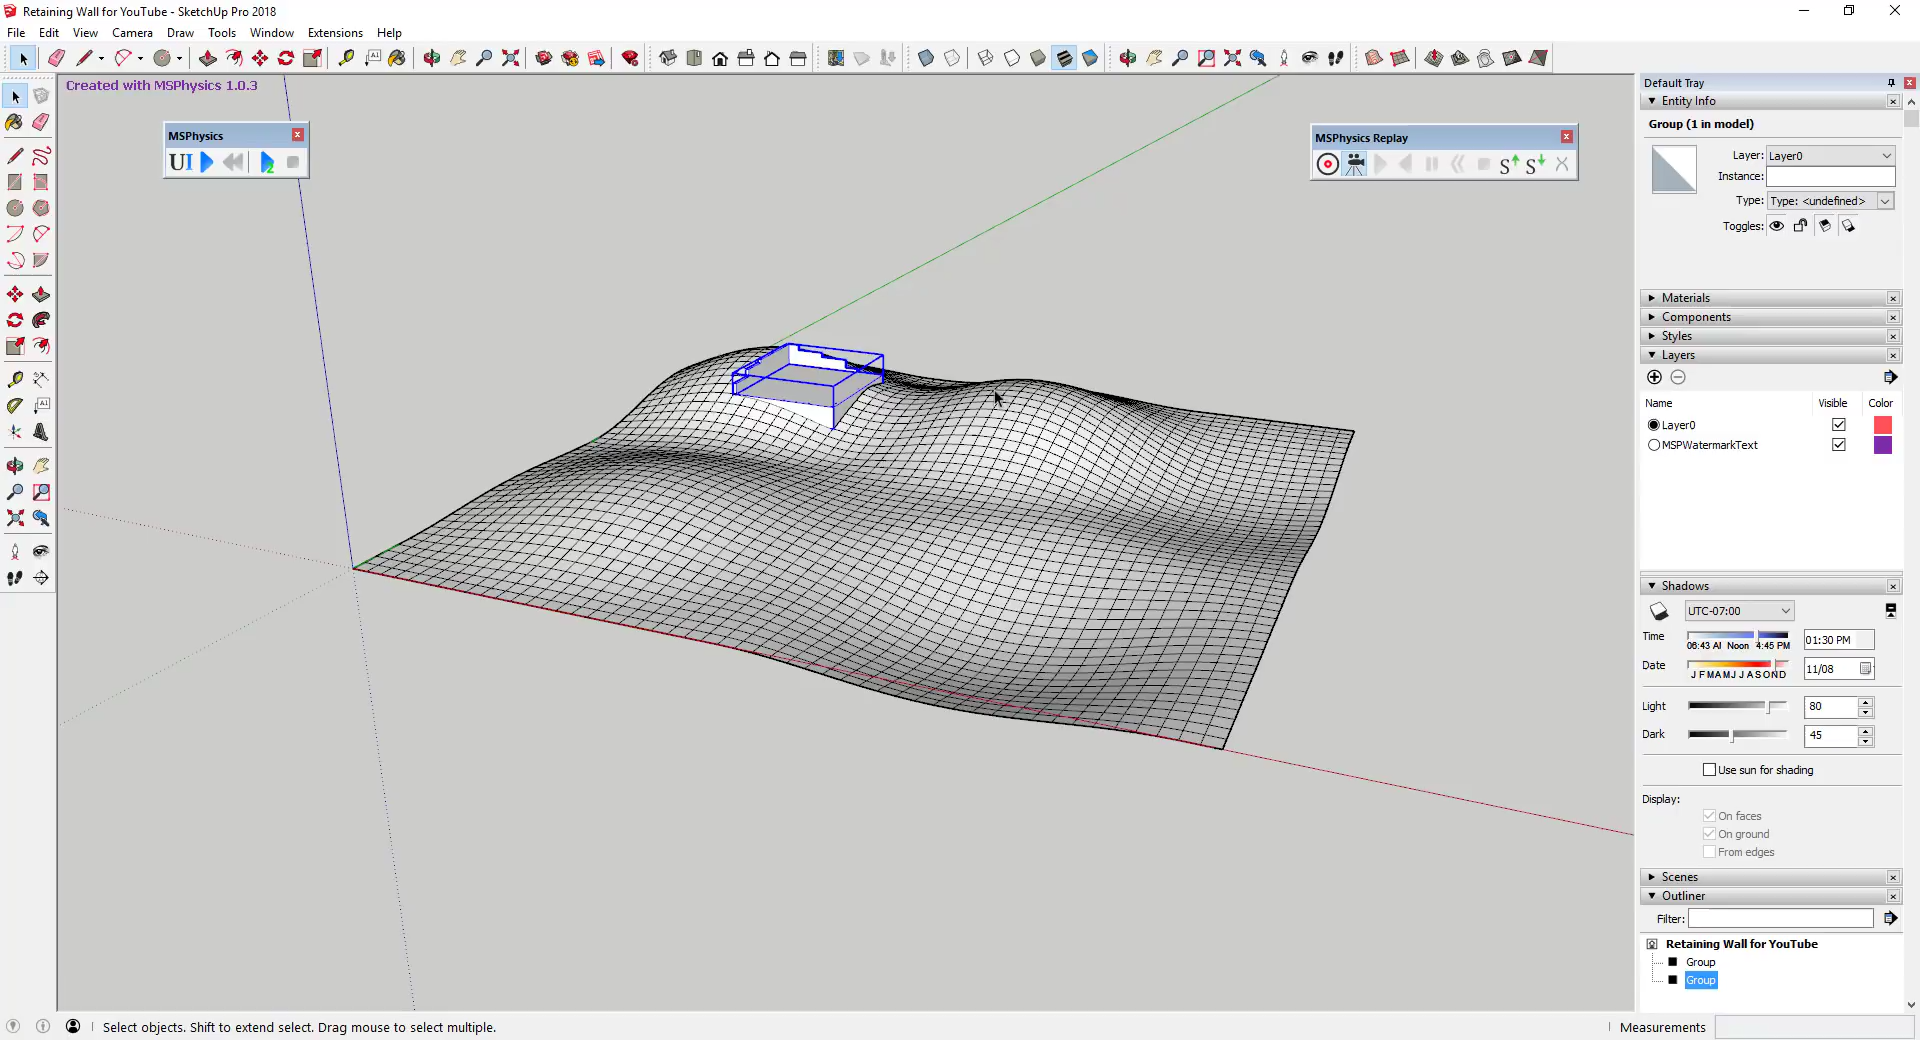 Retaining Wall for YouTube - SketchUp Pro 2018
File Edit View Camera Draw Tools Window Extensions Help
Created with MSPhysics 1.0.3
MSPhysics
UI
2
MSPhysics Replay
S S
Default Tray
Entity Info
Group (1 in model)
Layer: Layer0
Instance:
Type: Type: <undefined>
Toggles:
Materials
Components
Styles
Layers
Name Visible Color
Layer0
MSPWatermarkText
Shadows
UTC-07:00
Time 01:30 PM
06:43 AI Noon 4:45 PM
Date 11/08
J F M A M J J A S O N D
Light 80
Dark 45
Use sun for shading
Display:
On faces
On ground
From edges
Scenes
Outliner
Filter:
Retaining Wall for YouTube
Group
Group
Select objects. Shift to extend select. Drag mouse to select multiple.
Measurements